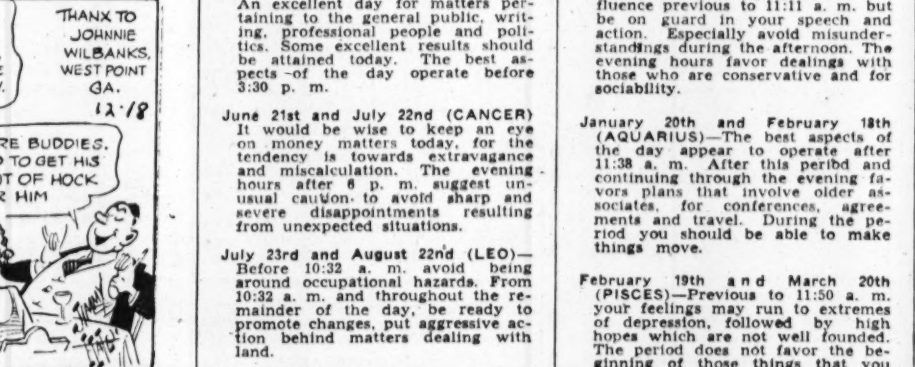 THANX TO
JOHNNIE
WILBANKS,
WEST POINT
GA.
12-18
RE BUDDIES.
TO GET HIS
OT OF HOCK
HIM
An excellent day for matters per-
taining to the general public, writ-
ing, professional people and poli-
tics. Some excellent results should
be attained today. The best as-
pects of the day operate before
3:30 p. m.
June 21st and July 22nd (CANCER)
It would be wise to keep an eye
on money matters today, for the
tendency is towards extravagance
and miscalculation. The evening
hours after 6 p. m. suggest un-
usual caution to avoid sharp and
severe disappointments resulting
from unexpected situations.
July 23rd and August 22nd (LEO)—
Before 10:32 a. m. avoid being
around occupational hazards. From
10:32 a. m. and throughout the re-
mainder of the day, be ready to
promote changes, put aggressive ac-
tion behind matters dealing with
land.
fluence previous to 11:11 a. m. but
be on guard in your speech and
action. Especially avoid misunder-
standings during the afternoon. The
evening hours favor dealings with
those who are conservative and for
sociability.
January 20th and February 18th
(AQUARIUS)—The best aspects of
the day appear to operate after
11:38 a. m. After this period and
continuing through the evening fa-
vors plans that involve older as-
sociates, for conferences, agree-
ments and travel. During the pe-
riod you should be able to make
things move.
February 19th and March 20th
(PISCES)—Previous to 11:50 a. m.
your feelings may run to extremes
of depression, followed by high
hopes which are not well founded.
The period does not favor the be-
ginning of those things that you